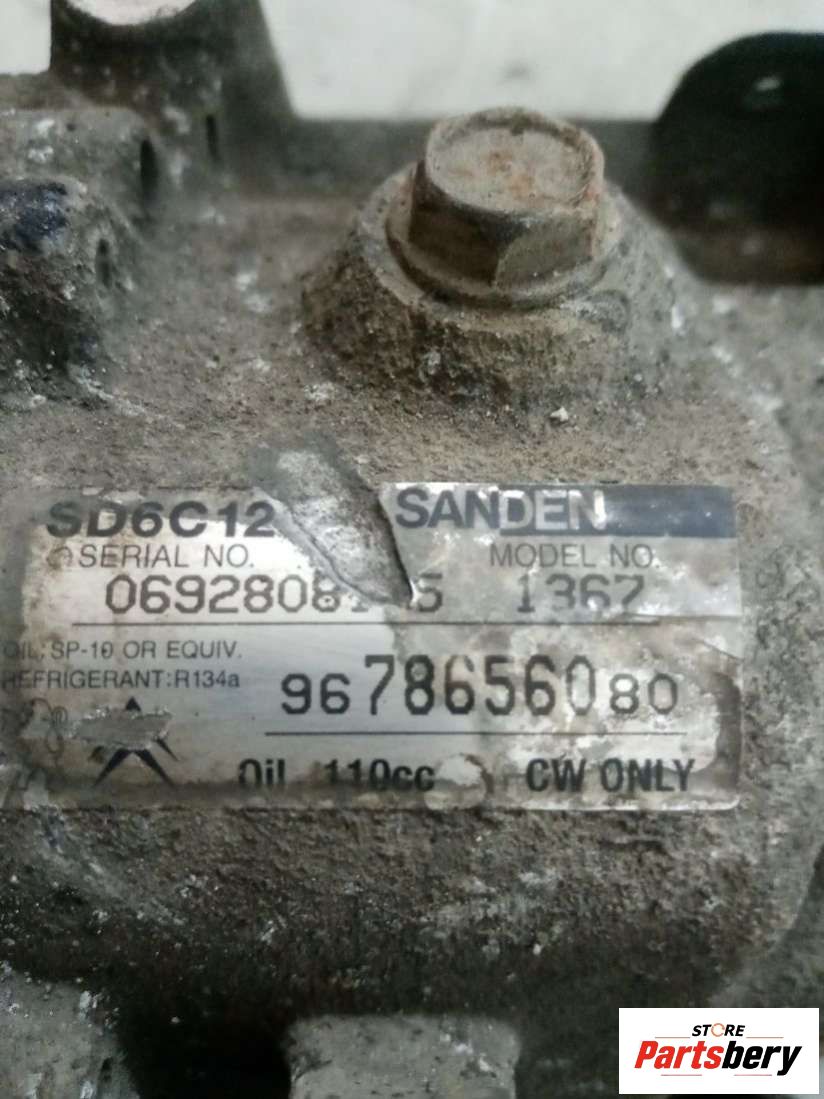 SD6C12 SANDEN
SERIAL NO. MODEL NO.
1367
OIL: SP-10 OR EQUIV.
REFRIGERANT:R134a
9678656080
Oil 110cc CW ONLY
STORE
Partsbery